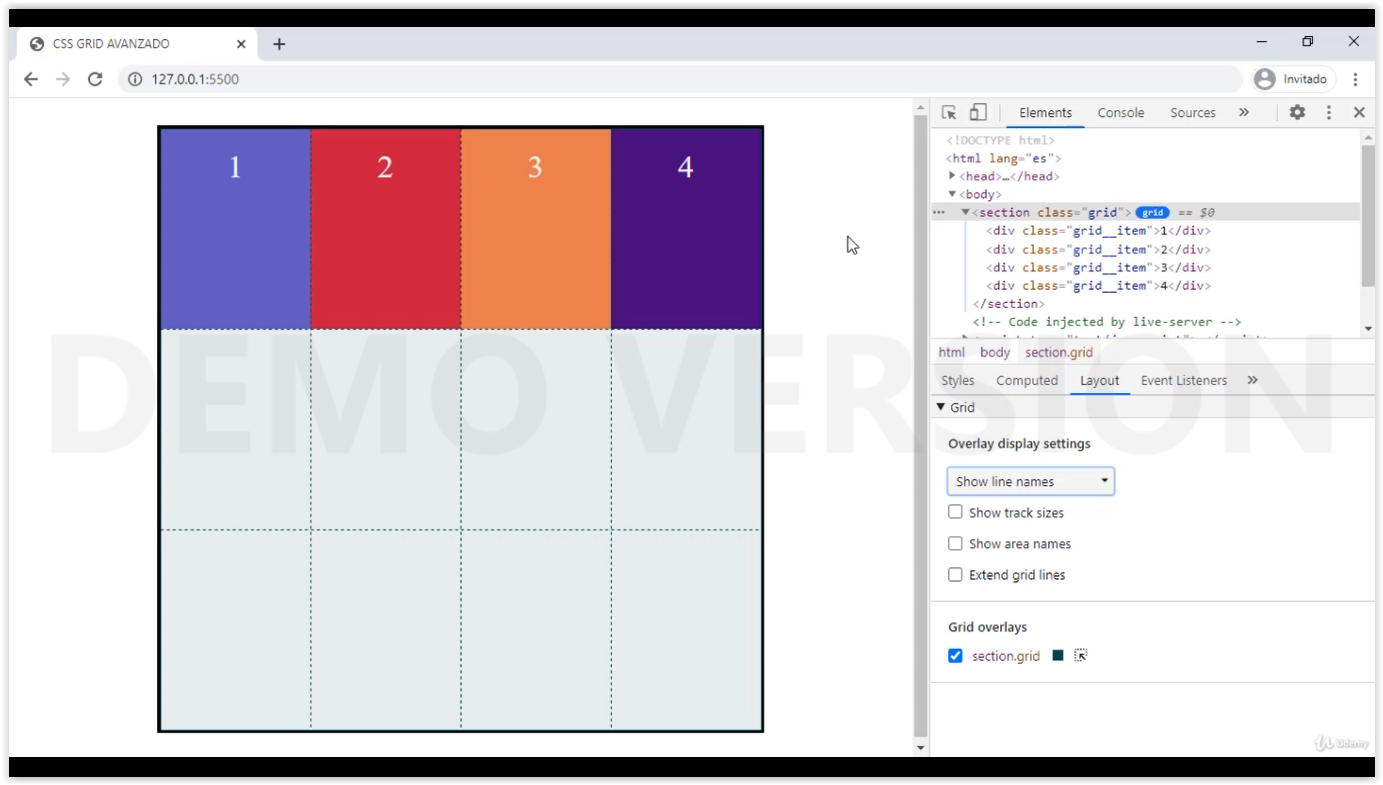 CSS GRID AVANZADO
127.0.0.1:5500
Invitado
1
2
3
4
Elements Console Sources »
<!DOCTYPE html>
<html lang="es">
<head>…</head>
<body>
<section class="grid"> grid == $0
<div class="grid__item">1</div>
<div class="grid__item">2</div>
<div class="grid__item">3</div>
<div class="grid__item">4</div>
</section>
<!-- Code injected by live-server -->
html body section.grid
Styles Computed Layout Event Listeners »
Grid
Overlay display settings
Show line names
Show track sizes
Show area names
Extend grid lines
Grid overlays
section.grid
DEMO VERSION
Udemy